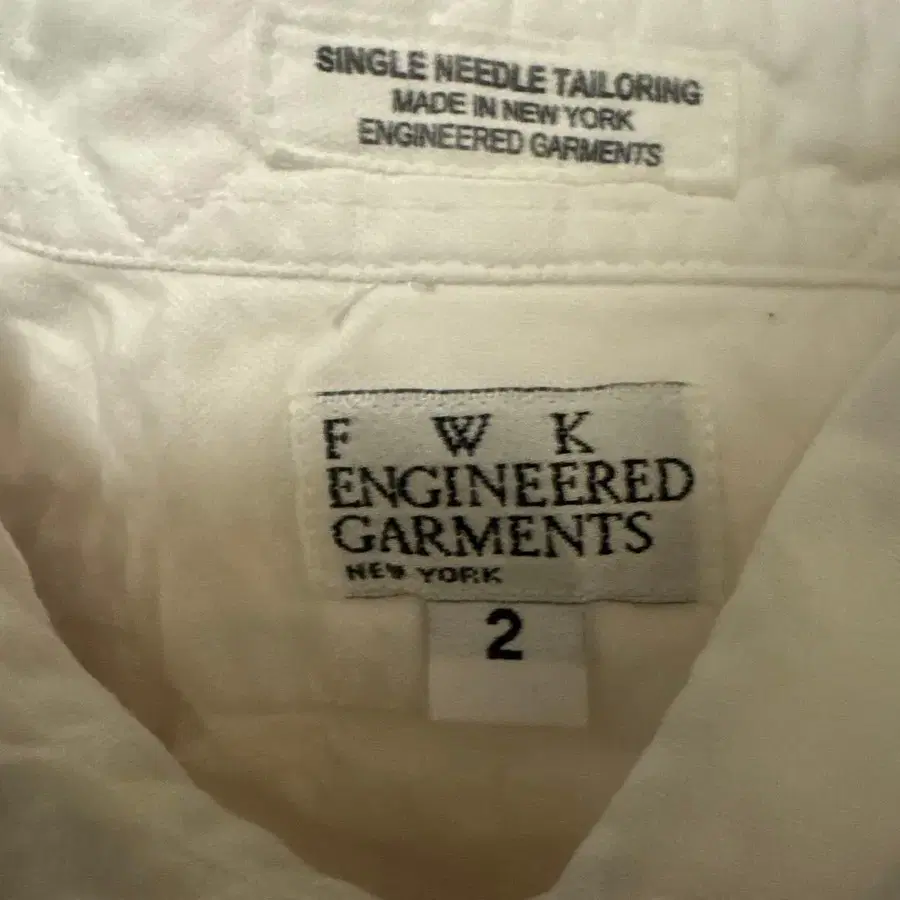 SINGLE NEEDLE TAILORING
MADE IN NEW YORK
ENGINEERED GARMENTS
F W K
ENGINEERED
GARMENTS
NEW YORK
2